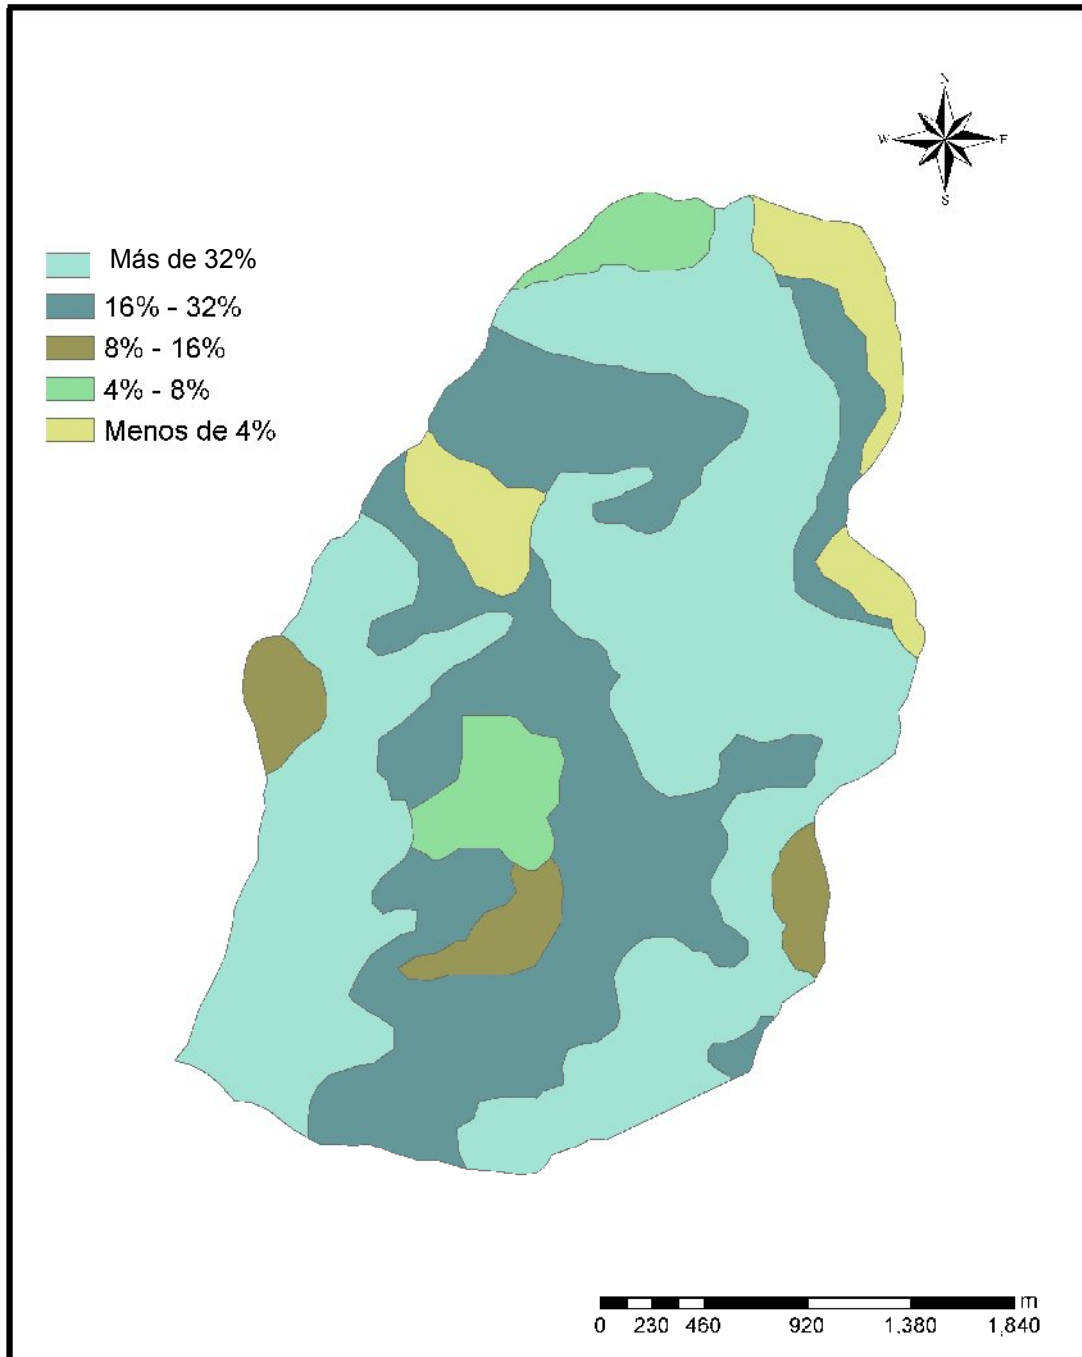 N
W E
S
Más de 32%
16% - 32%
8% - 16%
4% - 8%
Menos de 4%
m
0 230 460 920 1,380 1,840